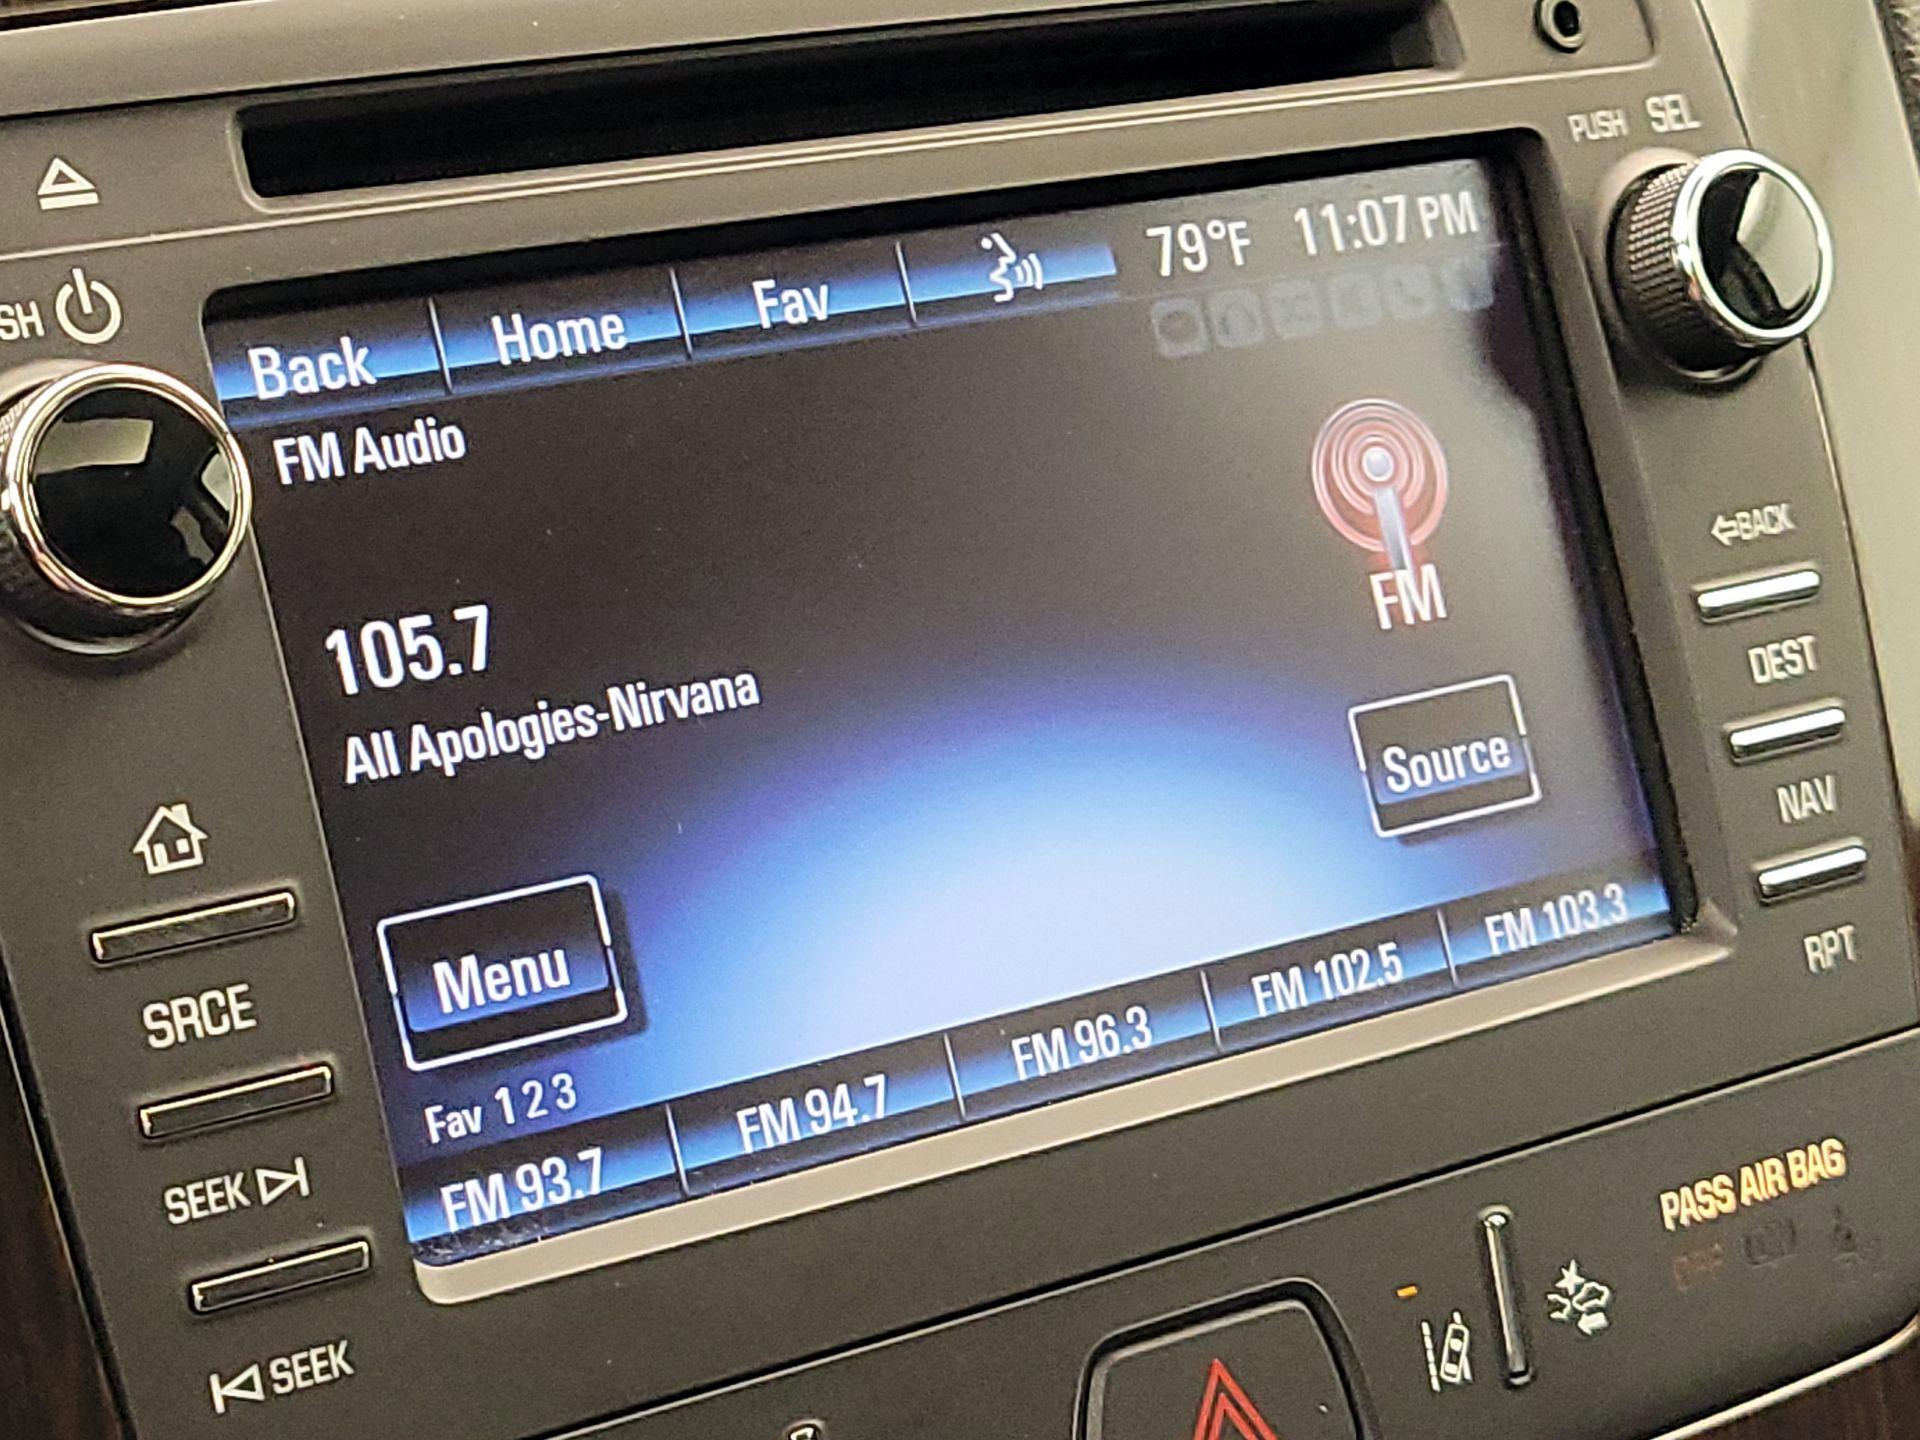 PUSH SEL
SH
79°F 11:07 PM
Back Home Fav
FM Audio
FM
BACK
105.7
All Apologies-Nirvana
Source
DEST
NAV
RPT
Menu
SRCE
Fav 1 2 3
FM 93.7 FM 94.7 FM 96.3 FM 102.5 FM 103.3
SEEK
SEEK
PASS AIR BAG